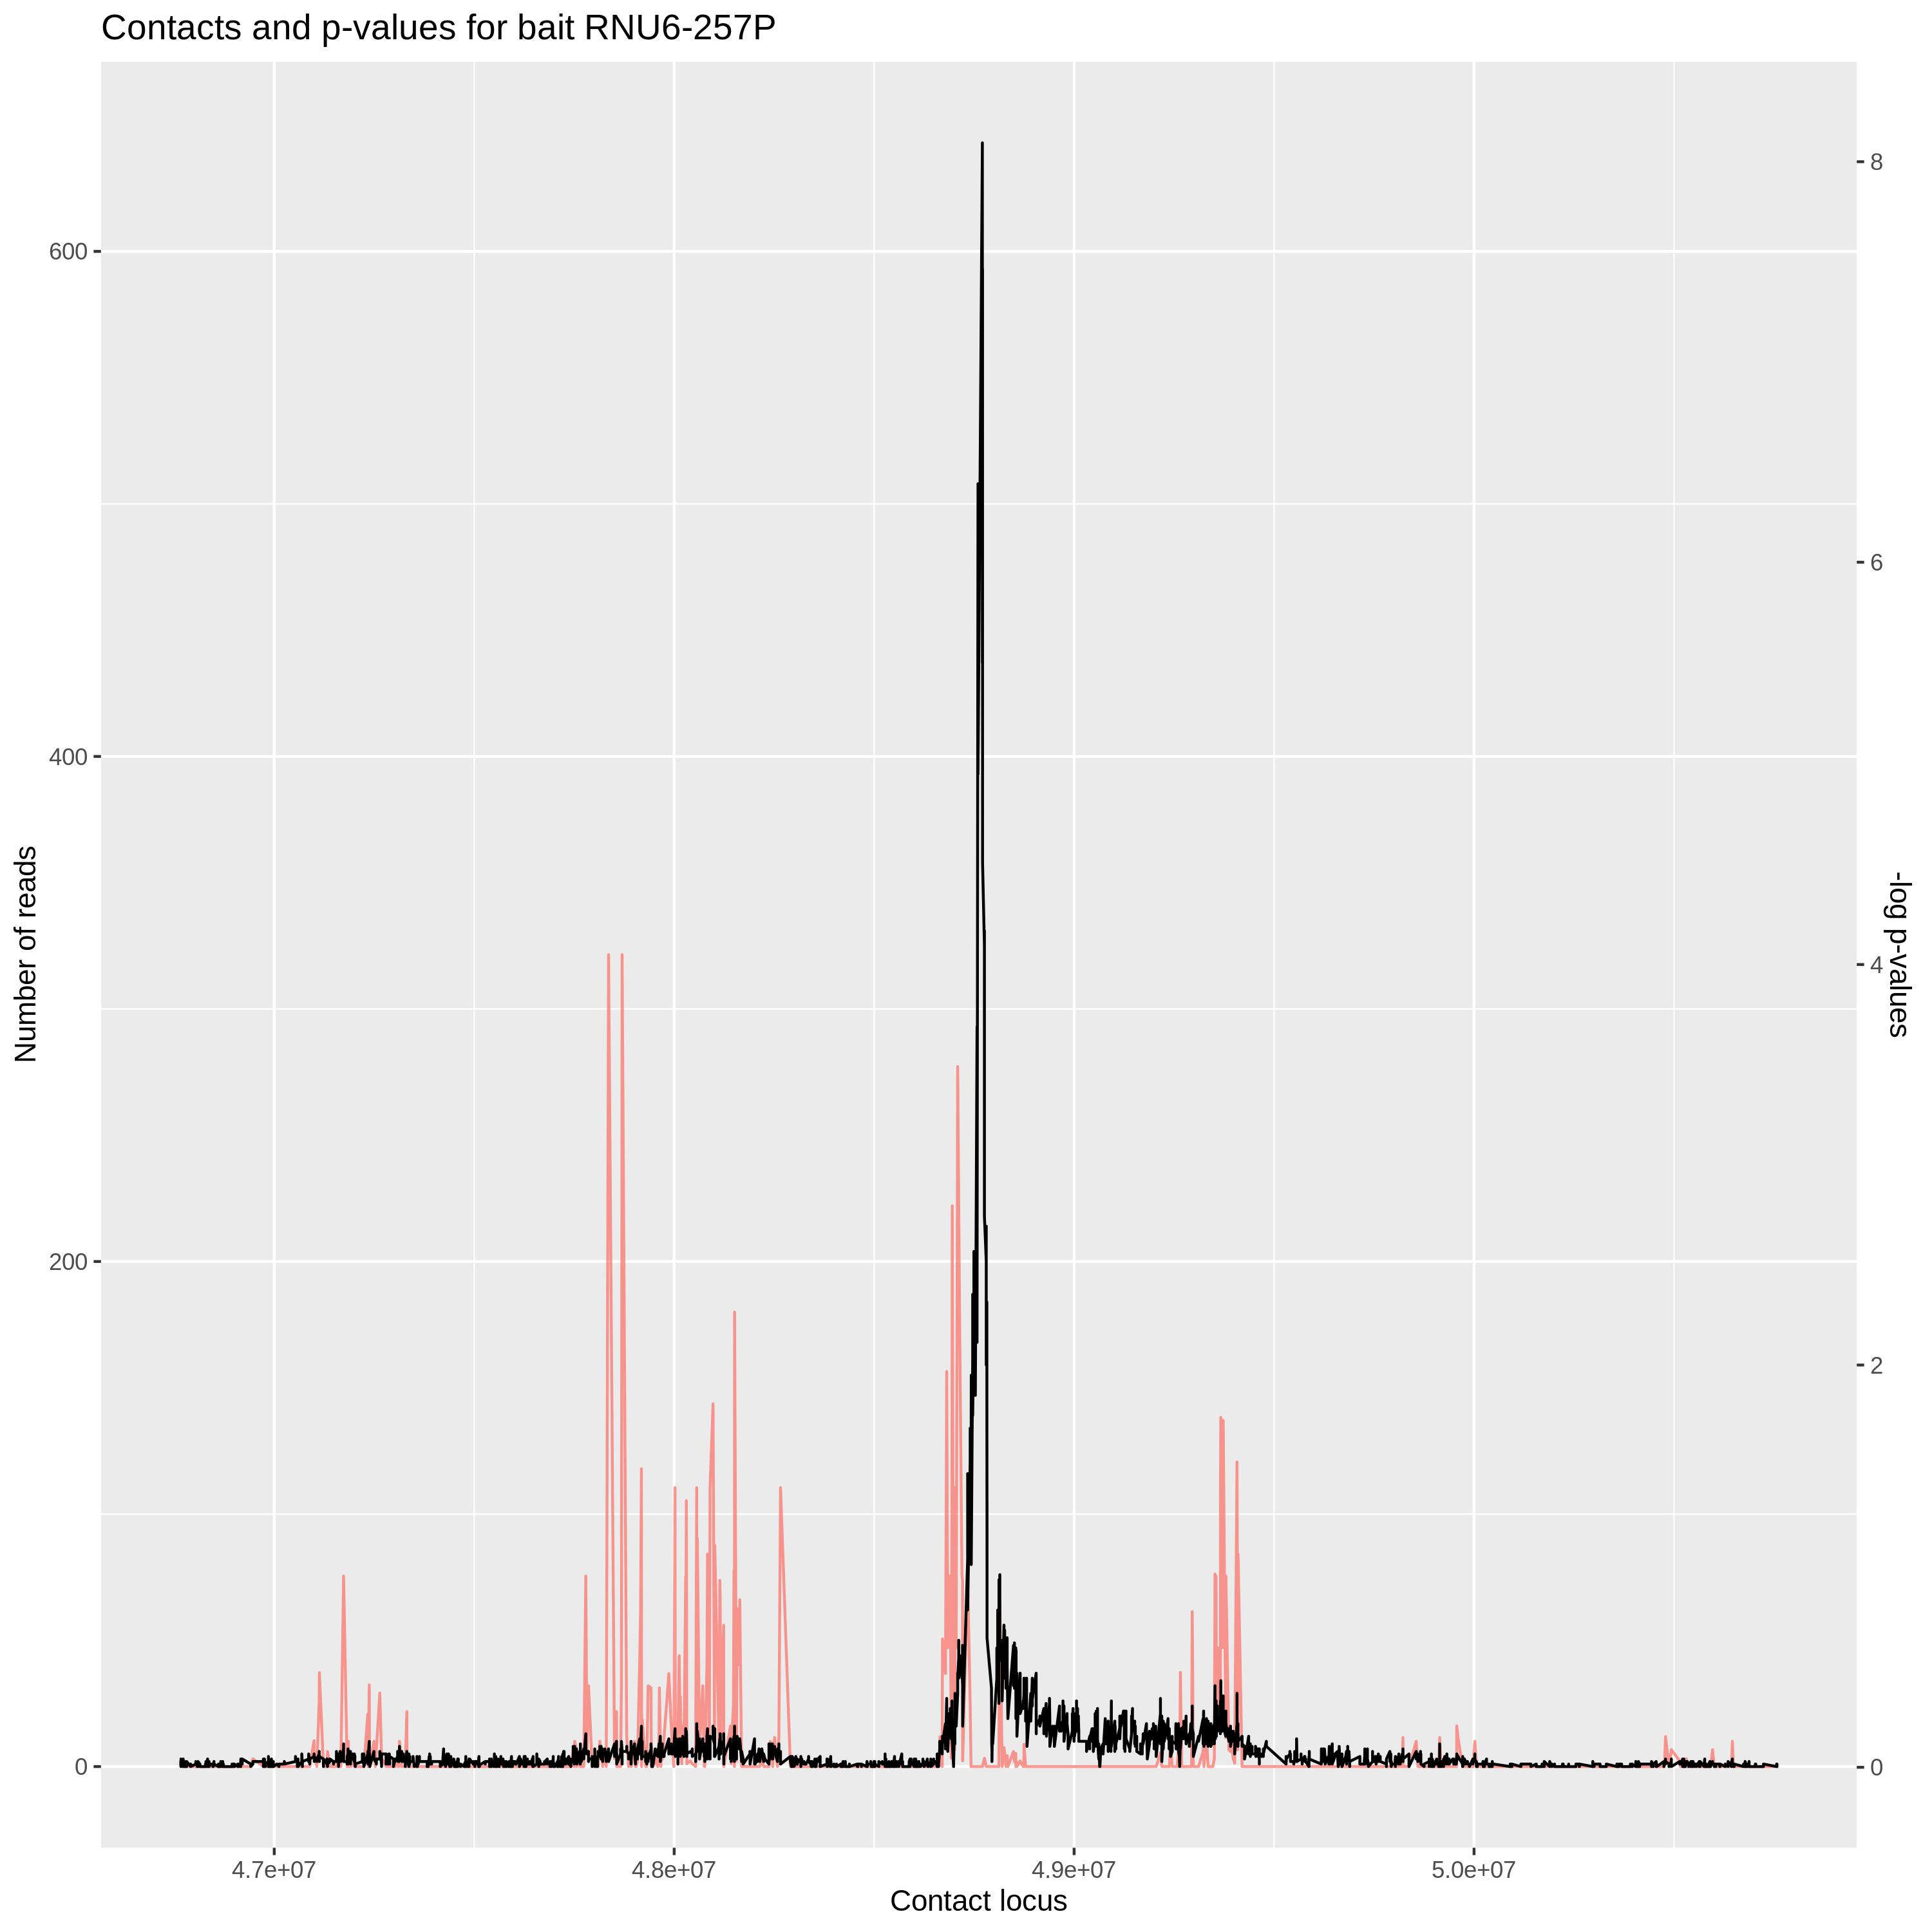 Contacts and p-values for bait RNU6-257P
600
400
200
0
Number of reads
8
6
4
2
0
-log p-values
4.7e+07
4.8e+07
4.9e+07
5.0e+07
Contact locus